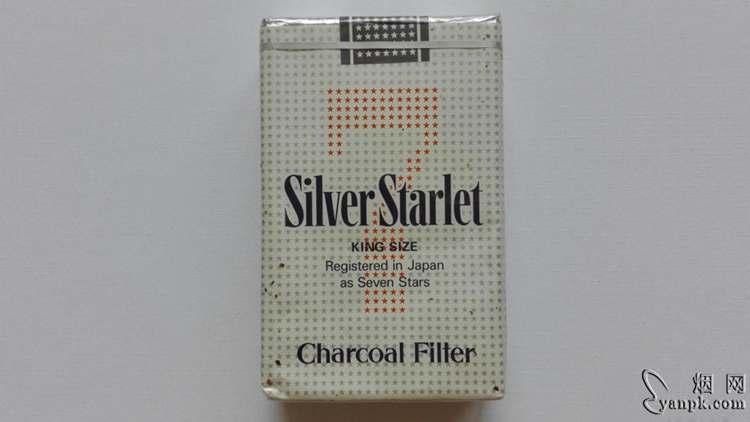 Silver Starlet
KING SIZE
Registered in Japan
as Seven Stars
Charcoal Filter
烟网
yanpk.com